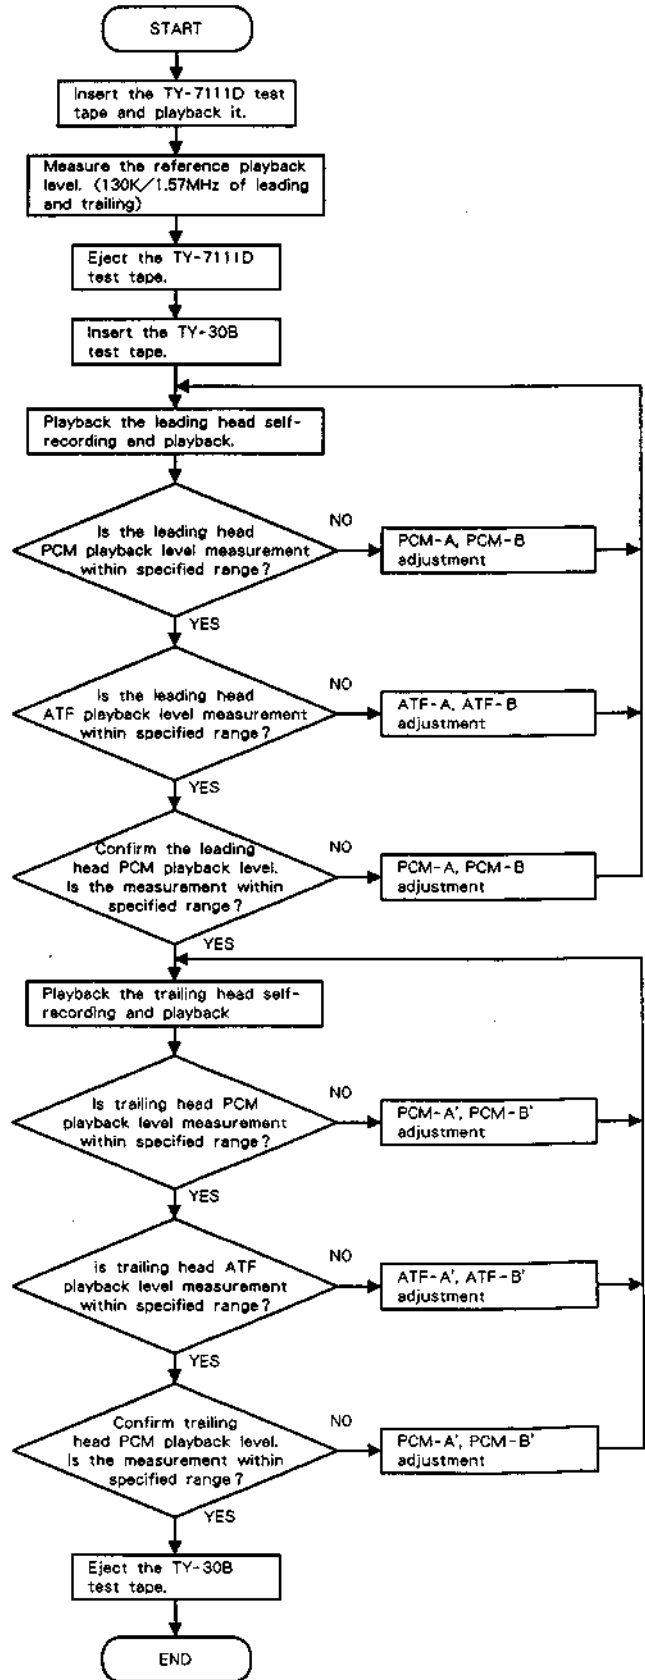 START
Insert the TY-7111D test
tape and playback it.
Measure the reference playback
level. (130K/1.57MHz of leading
and trailing)
Eject the TY-7111D
test tape.
Insert the TY-30B
test tape.
Playback the leading head self-
recording and playback.
Is the leading head
PCM playback level measurement
within specified range?
NO
PCM-A, PCM-B
adjustment
YES
Is the leading head
ATF playback level measurement
within specified range?
NO
ATF-A, ATF-B
adjustment
YES
Confirm the leading
head PCM playback level.
Is the measurement within
specified range?
NO
PCM-A, PCM-B
adjustment
YES
Playback the trailing head self-
recording and playback
Is trailing head PCM
playback level measurement
within specified range?
NO
PCM-A', PCM-B'
adjustment
YES
is trailing head ATF
playback level measurement
within specified range?
NO
ATF-A', ATF-B'
adjustment
YES
Confirm trailing
head PCM playback level.
Is the measurement within
specified range?
NO
PCM-A', PCM-B'
adjustment
YES
Eject the TY-30B
test tape.
END